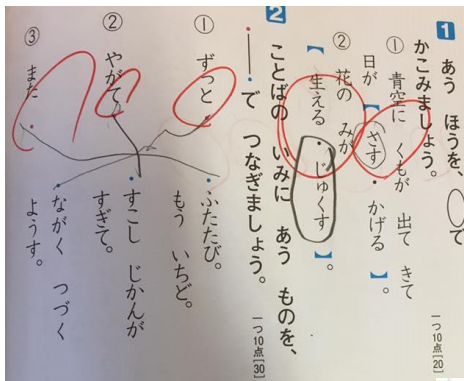 1 あう ほうを、◯で
かこみましょう。
一つ10点[20]
① 青空に くもが 出て きて
日が【さす・かげる】。
② 花の みが
【生える・じゅくす】。
2 ことばの いみに あう ものを、
・―・で つなぎましょう。
一つ10点[30]
① ずっと
② やがて
③ また
ふたたび。
もう いちど。
すこし じかんが
すぎて。
ながく つづく
ようす。